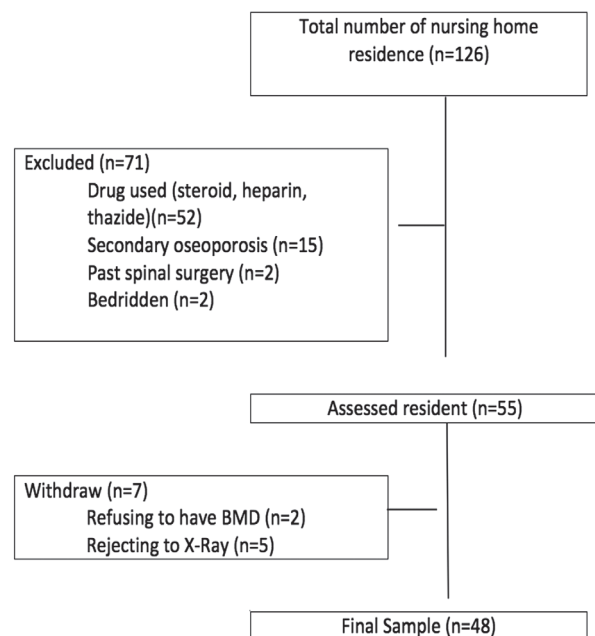 Total number of nursing home
residence (n=126)
Excluded (n=71)
Drug used (steroid, heparin,
thazide)(n=52)
Secondary oseoporosis (n=15)
Past spinal surgery (n=2)
Bedridden (n=2)
Assessed resident (n=55)
Withdraw (n=7)
Refusing to have BMD (n=2)
Rejecting to X-Ray (n=5)
Final Sample (n=48)